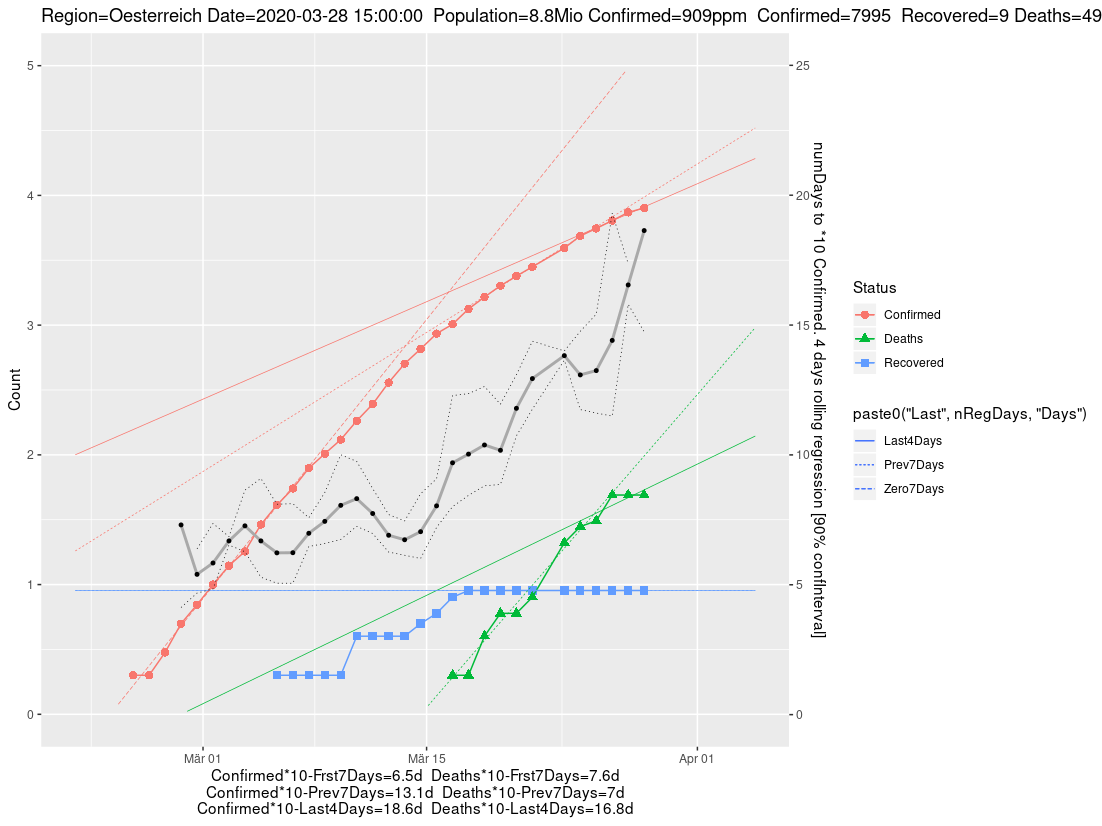 Region=Oesterreich Date=2020-03-28 15:00:00  Population=8.8Mio Confirmed=909ppm  Confirmed=7995  Recovered=9 Deaths=49
Count
5
4
3
2
1
0
25
20
15
10
5
0
numDays to *10 Confirmed. 4 days rolling regression [90% confInterval]
Mär 01
Mär 15
Apr 01
Confirmed*10-Frst7Days=6.5d  Deaths*10-Frst7Days=7.6d
Confirmed*10-Prev7Days=13.1d  Deaths*10-Prev7Days=7d
Confirmed*10-Last4Days=18.6d  Deaths*10-Last4Days=16.8d
Status
Confirmed
Deaths
Recovered
paste0("Last", nRegDays, "Days")
Last4Days
Prev7Days
Zero7Days